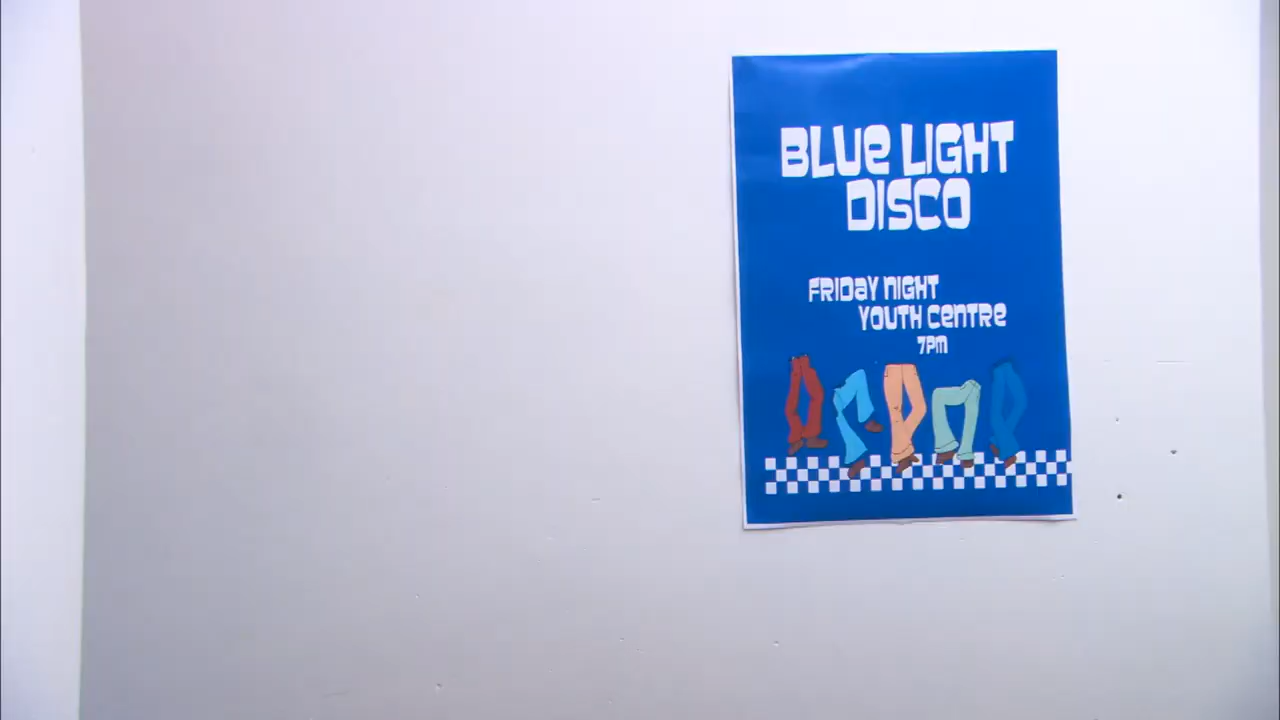 BLUE LIGHT
DISCO
FRIDAY NIGHT
YOUTH CENTRE
7PM